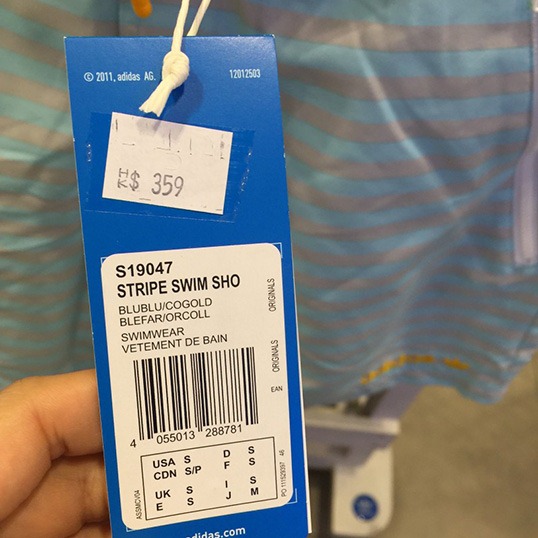 © 2011, adidas AG.
12012503
HK$ 359
S19047
STRIPE SWIM SHO
BLUBLU/COGOLD
BLEFAR/ORCOLL
SWIMWEAR
VETEMENT DE BAIN
ORIGINALS
ORIGINALS
EAN
4 055013 288781
USA S D S
CDN S/P F S
UK S I S
E S J M
ASSMCV04
adidas.com